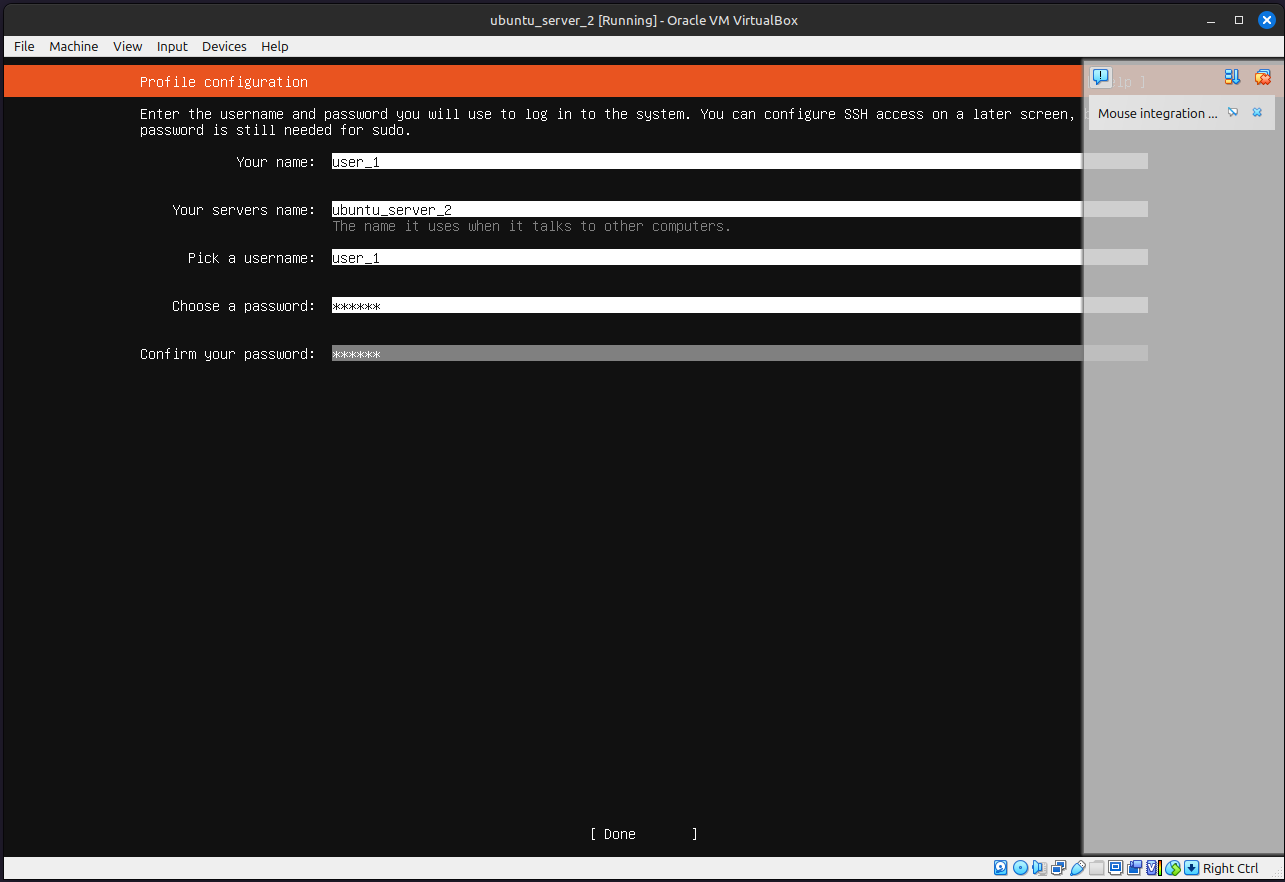 ubuntu_server_2 [Running] - Oracle VM VirtualBox
File Machine View Input Devices Help
Profile configuration
Enter the username and password you will use to log in to the system. You can configure SSH access on a later screen,
password is still needed for sudo.
Mouse integration ...
Your name: user_1
Your servers name: ubuntu_server_2
The name it uses when it talks to other computers.
Pick a username: user_1
Choose a password: ******
Confirm your password: ******
[ Done ]
Right Ctrl